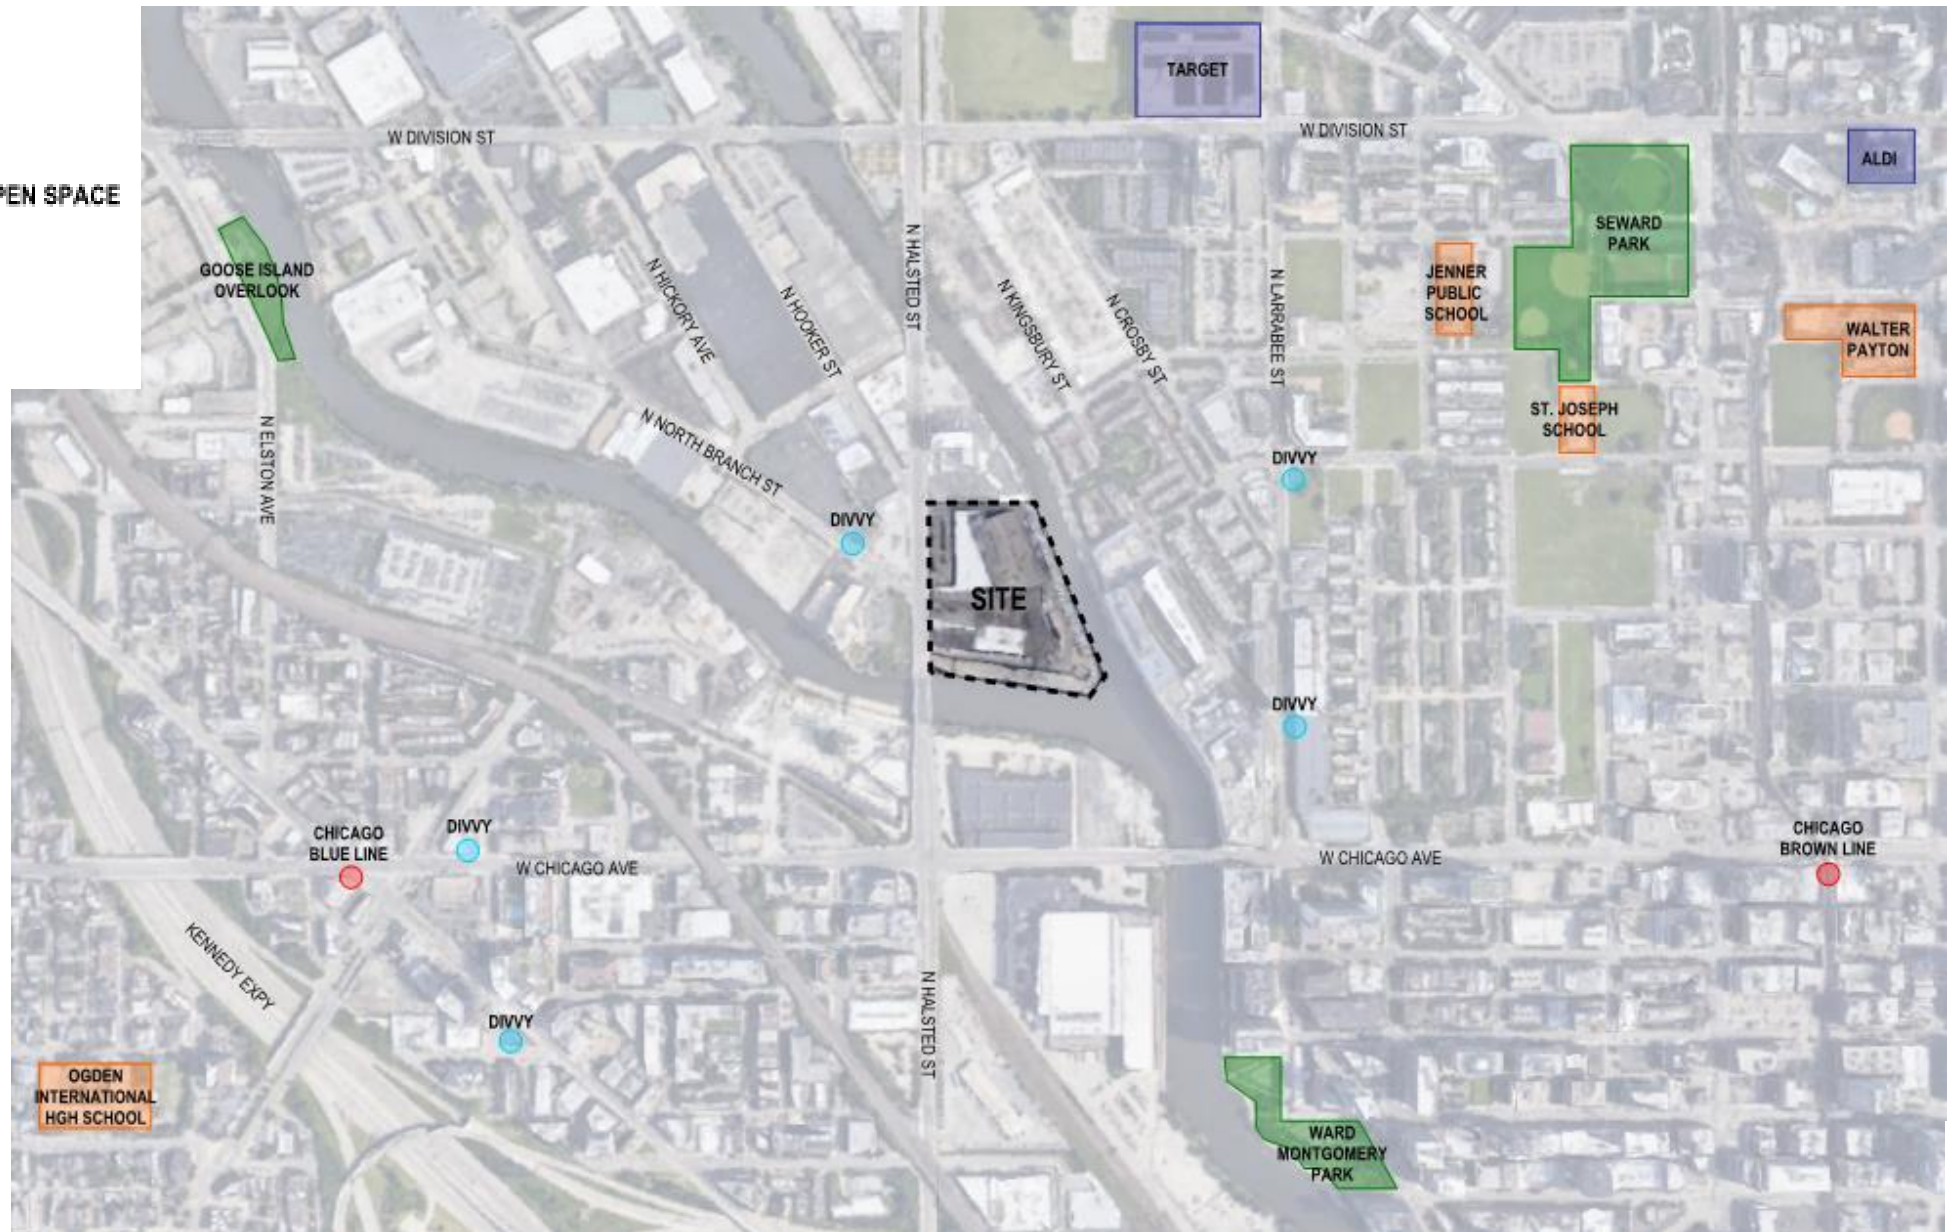 TARGET
W DIVISION ST
W DIVISION ST
ALDI
OPEN SPACE
SEWARD
PARK
GOOSE ISLAND
OVERLOOK
N HICKORY AVE
N HOOKER ST
N HALSTED ST
N KINGSBURY ST
N CROSBY ST
N LARRABEE ST
JENNER
PUBLIC
SCHOOL
WALTER
PAYTON
N ELSTON AVE
N NORTH BRANCH ST
ST. JOSEPH
SCHOOL
DIVVY
DIVVY
SITE
DIVVY
CHICAGO
BLUE LINE
DIVVY
W CHICAGO AVE
W CHICAGO AVE
CHICAGO
BROWN LINE
KENNEDY EXPY
DIVVY
N HALSTED ST
OGDEN
INTERNATIONAL
HGH SCHOOL
WARD
MONTGOMERY
PARK